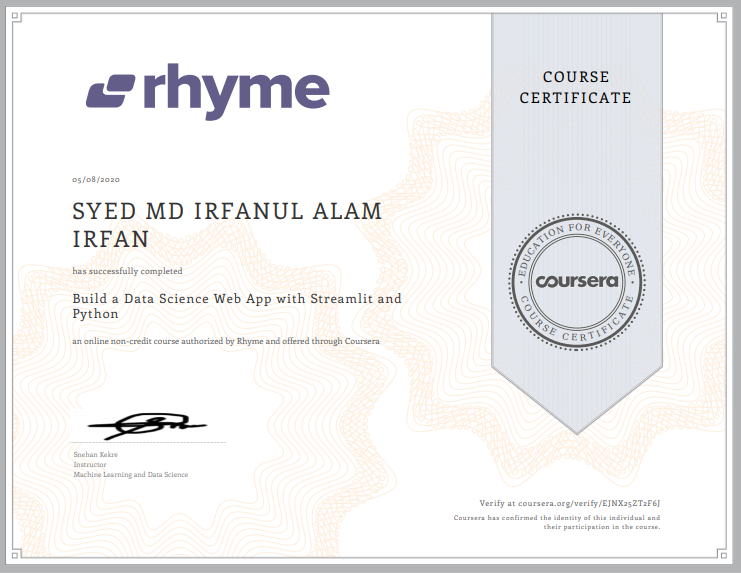 rhyme
COURSE
CERTIFICATE
05/08/2020
SYED MD IRFANUL ALAM
IRFAN
has successfully completed
Build a Data Science Web App with Streamlit and
Python
an online non-credit course authorized by Rhyme and offered through Coursera
EDUCATION FOR EVERYONE
coursera
COURSE CERTIFICATE
Snehan Kekre
Instructor
Machine Learning and Data Science
Verify at coursera.org/verify/EJNX25ZT2F6J
Coursera has confirmed the identity of this individual and
their participation in the course.